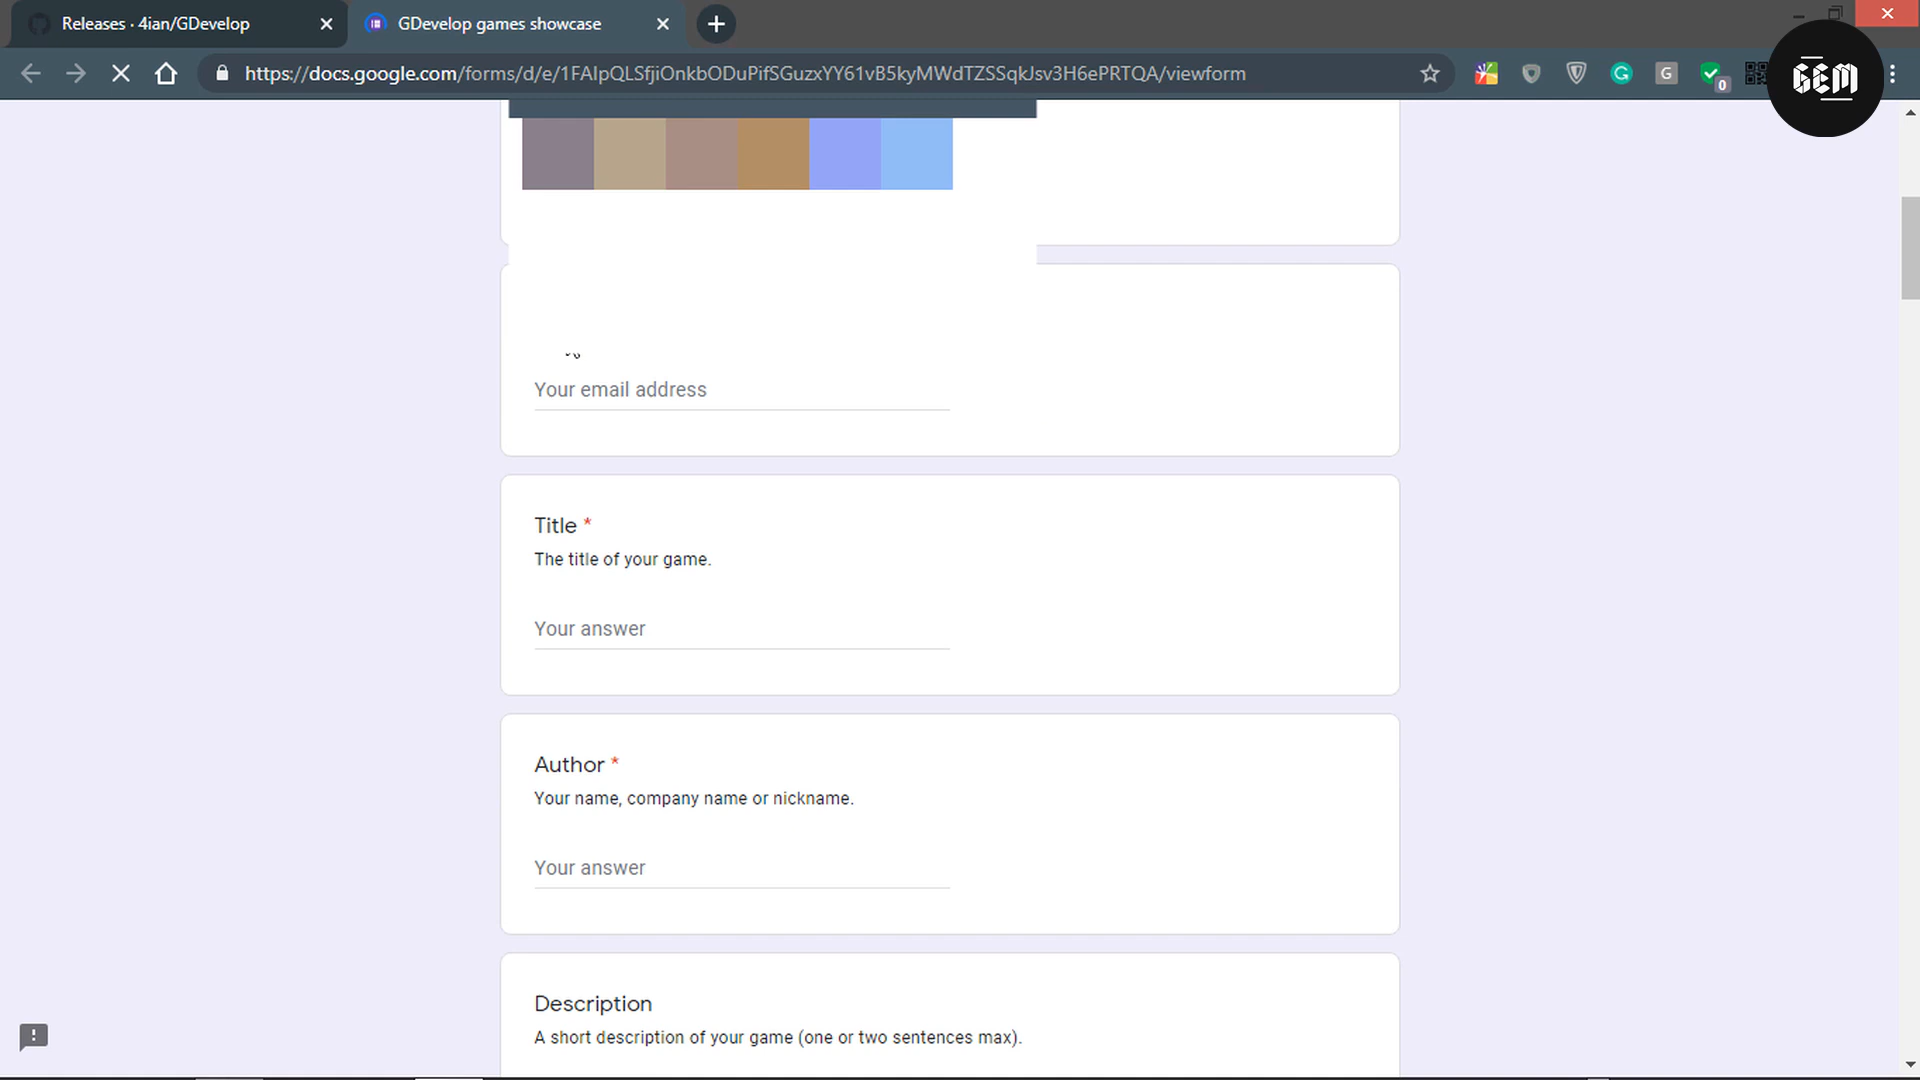 Releases · 4ian/GDevelop
GDevelop games showcase
https://docs.google.com/forms/d/e/1FAIpQLSfjiOnkbODuPifSGuzxYY61vB5kyMWdTZSSqkJsv3H6ePRTQA/viewform
G
G
0
GEM
Your email address
Title *
The title of your game.
Your answer
Author *
Your name, company name or nickname.
Your answer
Description
A short description of your game (one or two sentences max).